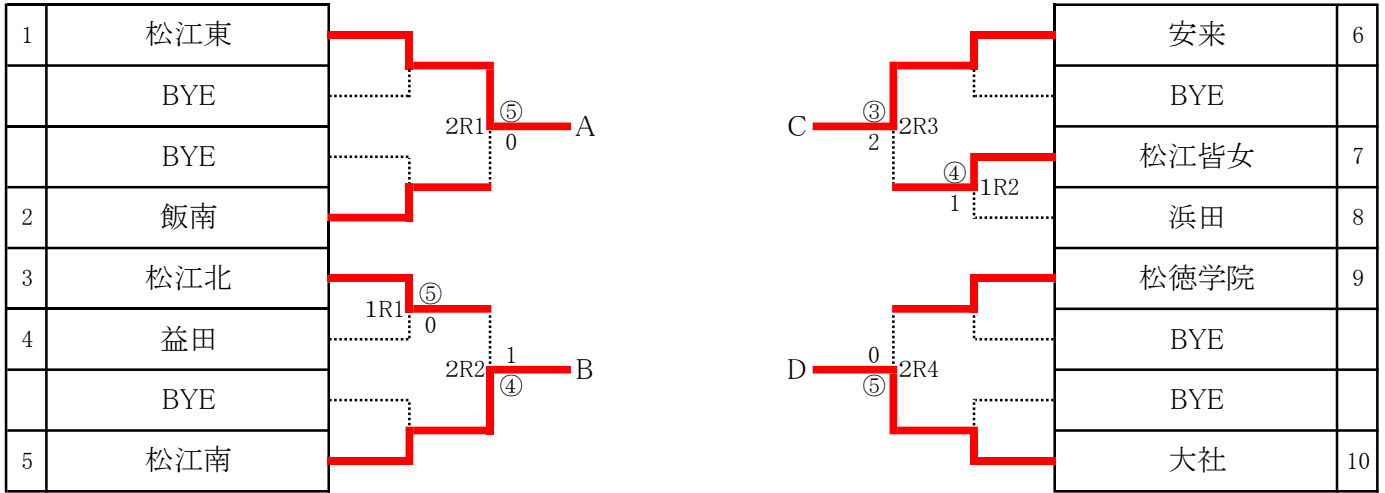 1 松江東
BYE
BYE
2 飯南
3 松江北
4 益田
BYE
5 松江南
2R1 ⑤ 0 A
1R1 ⑤ 0
2R2 1 ④ B
C ③ 2 2R3
④ 1 1R2
D 0 ⑤ 2R4
安来 6
BYE
松江皆女 7
浜田 8
松徳学院 9
BYE
BYE
大社 10